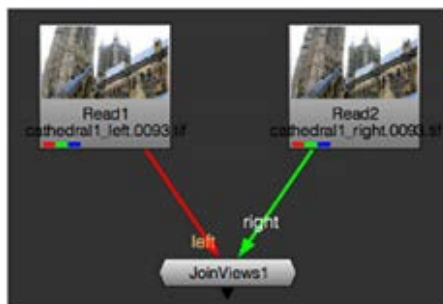 Read1
cathedral1_left.0093.tif
Read2
cathedral1_right.0093.tif
left
right
JoinViews1